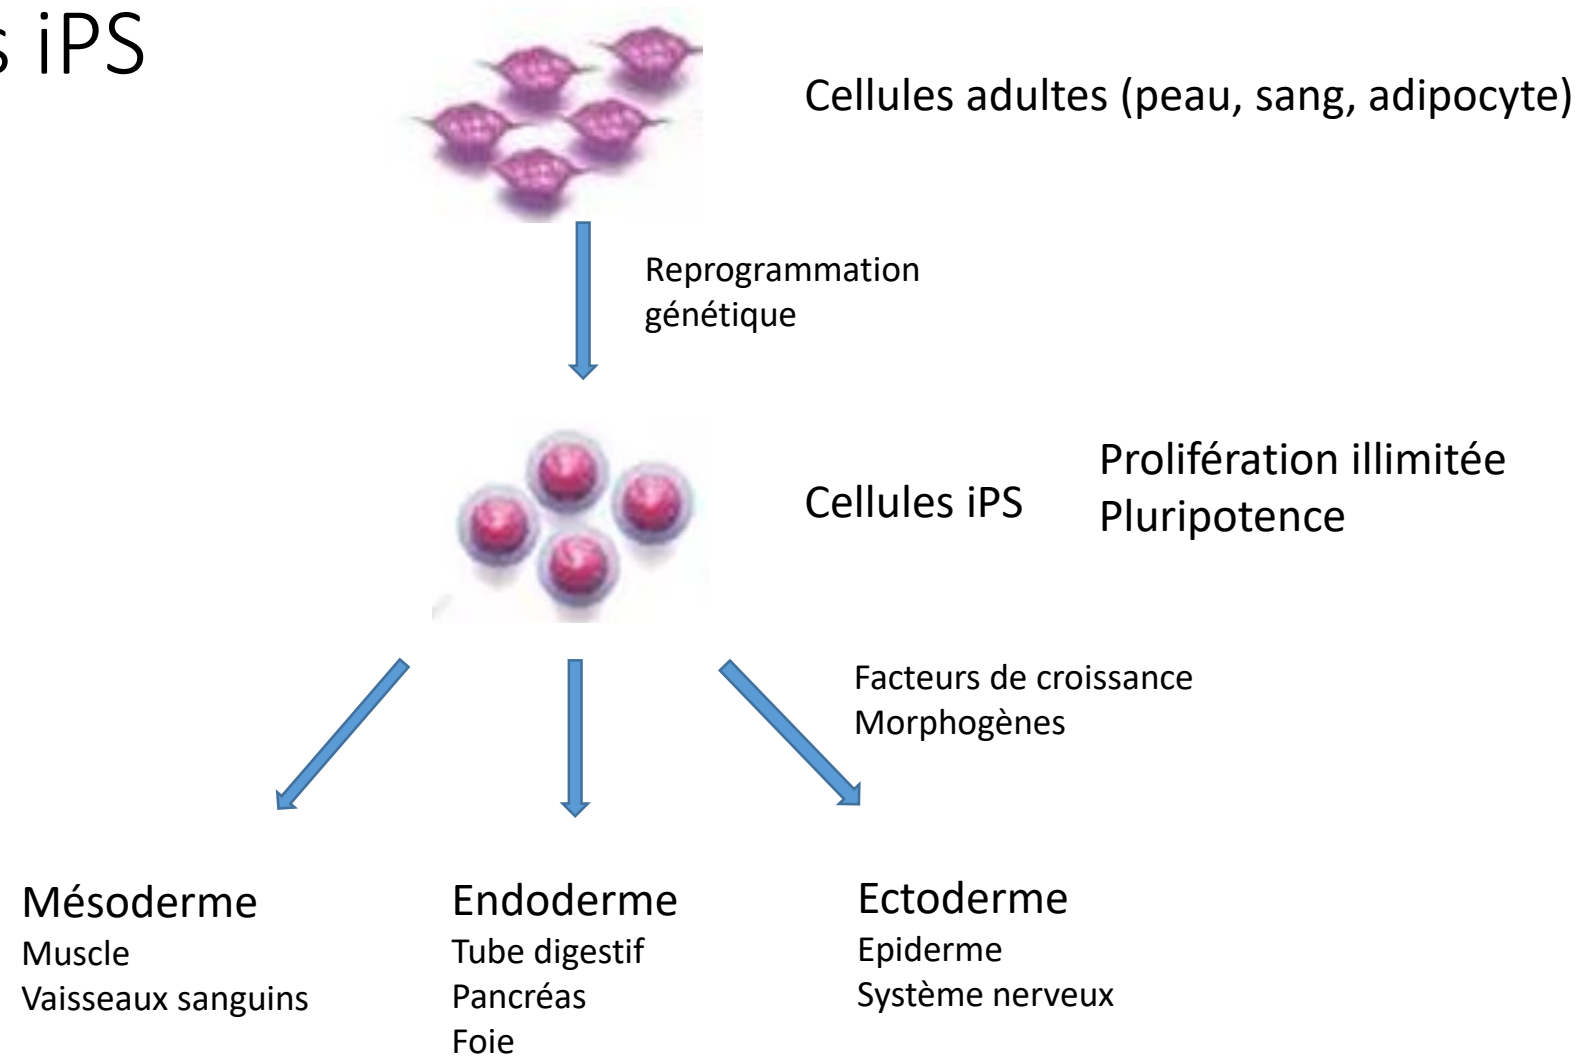 s iPS
Cellules adultes (peau, sang, adipocyte)
Reprogrammation
génétique
Cellules iPS
Prolifération illimitée
Pluripotence
Facteurs de croissance
Morphogènes
Mésoderme
Muscle
Vaisseaux sanguins
Endoderme
Tube digestif
Pancréas
Foie
Ectoderme
Epiderme
Système nerveux